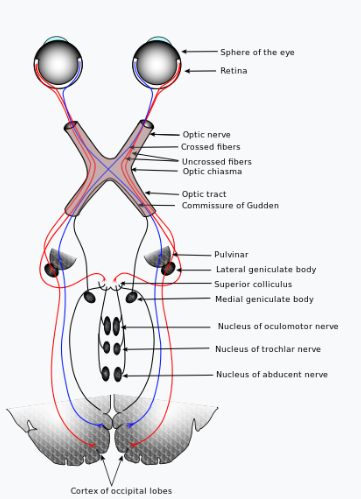 Sphere of the eye
Retina
Optic nerve
Crossed fibers
Uncrossed fibers
Optic chiasma
Optic tract
Commissure of Gudden
Pulvinar
Lateral geniculate body
Superior colliculus
Medial geniculate body
Nucleus of oculomotor nerve
Nucleus of trochlar nerve
Nucleus of abducent nerve
Cortex of occipital lobes